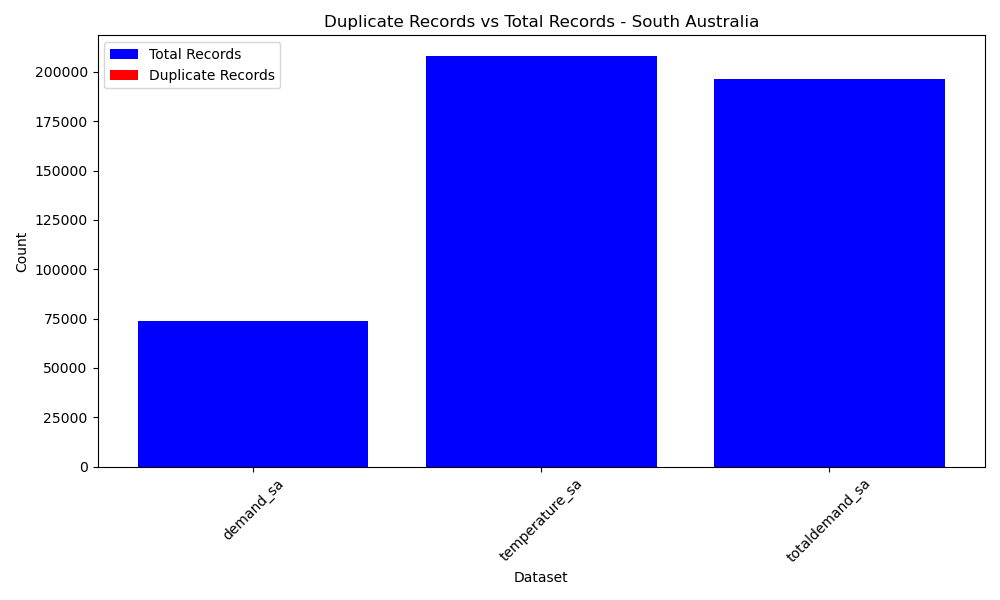 Duplicate Records vs Total Records - South Australia
Total Records
Duplicate Records
200000
175000
150000
125000
100000
75000
50000
25000
0
Count
demand_sa
temperature_sa
totaldemand_sa
Dataset